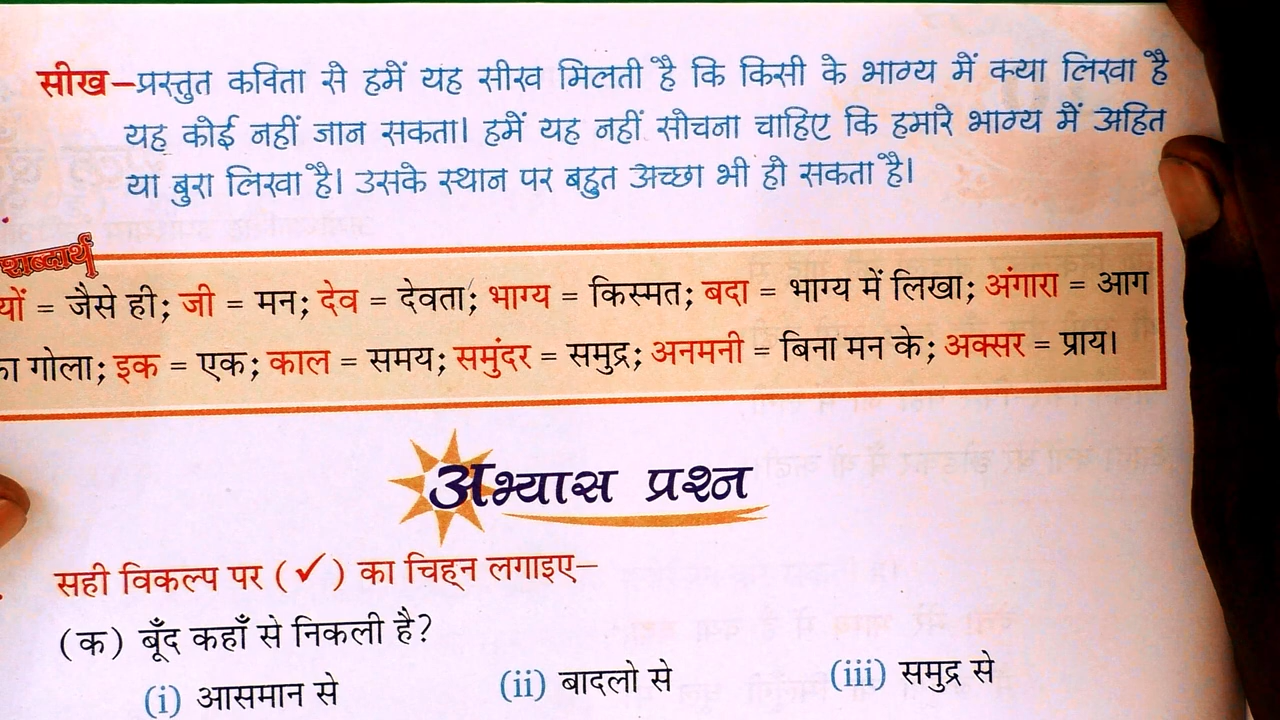 सीख–प्रस्तुत कविता से हमें यह सीख मिलती है कि किसी के भाग्य में क्या लिखा है
यह कोई नहीं जान सकता। हमें यह नहीं सोचना चाहिए कि हमारे भाग्य में अहित
या बुरा लिखा है। उसके स्थान पर बहुत अच्छा भी हो सकता है।
शब्दार्थ
यों = जैसे ही; जी = मन; देव = देवता; भाग्य = किस्मत; बदा = भाग्य में लिखा; अंगारा = आग
का गोला; इक = एक; काल = समय; समुंदर = समुद्र; अनमनी = बिना मन के; अक्सर = प्राय।
अभ्यास प्रश्न
सही विकल्प पर (✓) का चिह्न लगाइए–
(क) बूँद कहाँ से निकली है?
(i) आसमान से (ii) बादलो से (iii) समुद्र से